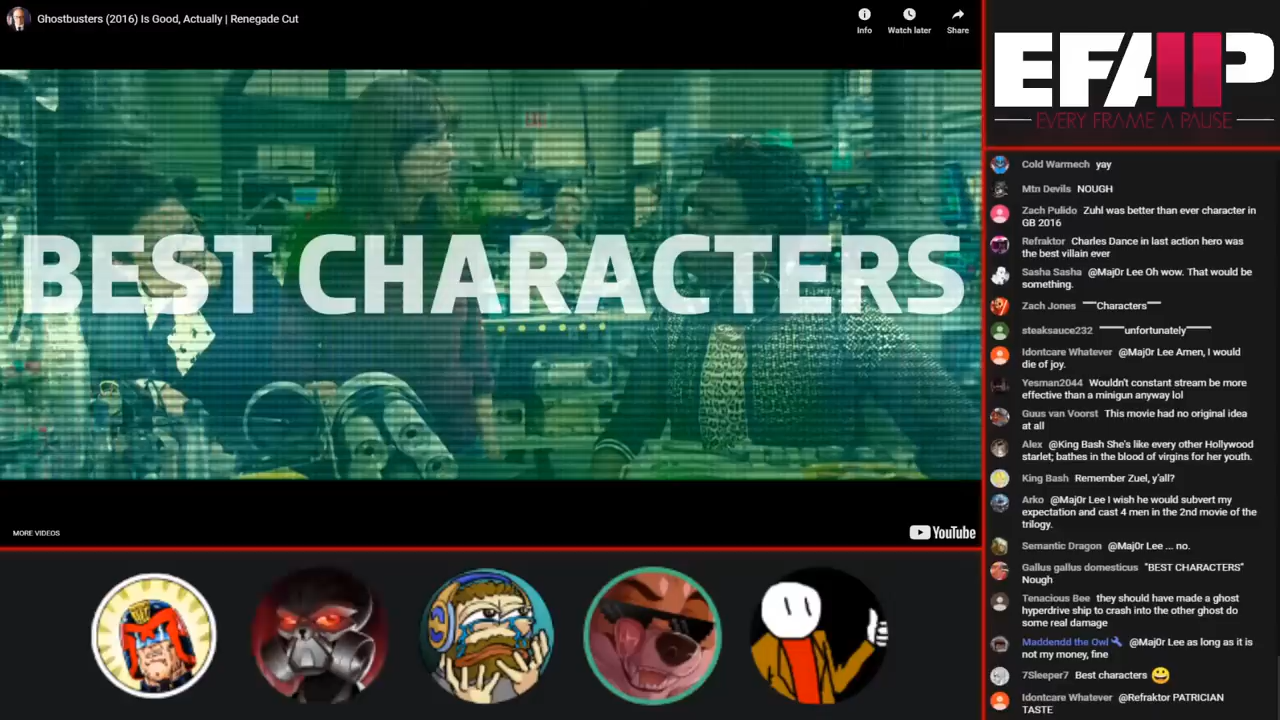 Ghostbusters (2016) Is Good, Actually | Renegade Cut
Info
Watch later
Share
BEST CHARACTERS
MORE VIDEOS
YouTube
EFAP
EVERY FRAME A PAUSE
Cold Warmech yay
Mtn Devils NOUGH
Zach Pulido Zuhl was better than ever character in
GB 2016
Refraktor Charles Dance in last action hero was
the best villain ever
Sasha Sasha @Maj0r Lee Oh wow. That would be
something.
Zach Jones """"Characters""""
steaksauce232 """""""unfortunately"""""""
Idontcare Whatever @Maj0r Lee Amen, I would
die of joy.
Yesman2044 Wouldn't constant stream be more
effective than a minigun anyway lol
Guus van Voorst This movie had no original idea
at all
Alex @King Bash She's like every other Hollywood
starlet; bathes in the blood of virgins for her youth.
King Bash Remember Zuel, y'all?
Arko @Maj0r Lee I wish he would subvert my
expectation and cast 4 men in the 2nd movie of the
trilogy.
Semantic Dragon @Maj0r Lee ... no.
Gallus gallus domesticus "BEST CHARACTERS"
Nough
Tenacious Bee they should have made a ghost
hyperdrive ship to crash into the other ghost do
some real damage
Maddendd the Owl @Maj0r Lee as long as it is
not my money, fine
7Sleeper7 Best characters 😀
Idontcare Whatever @Refraktor PATRICIAN
TASTE